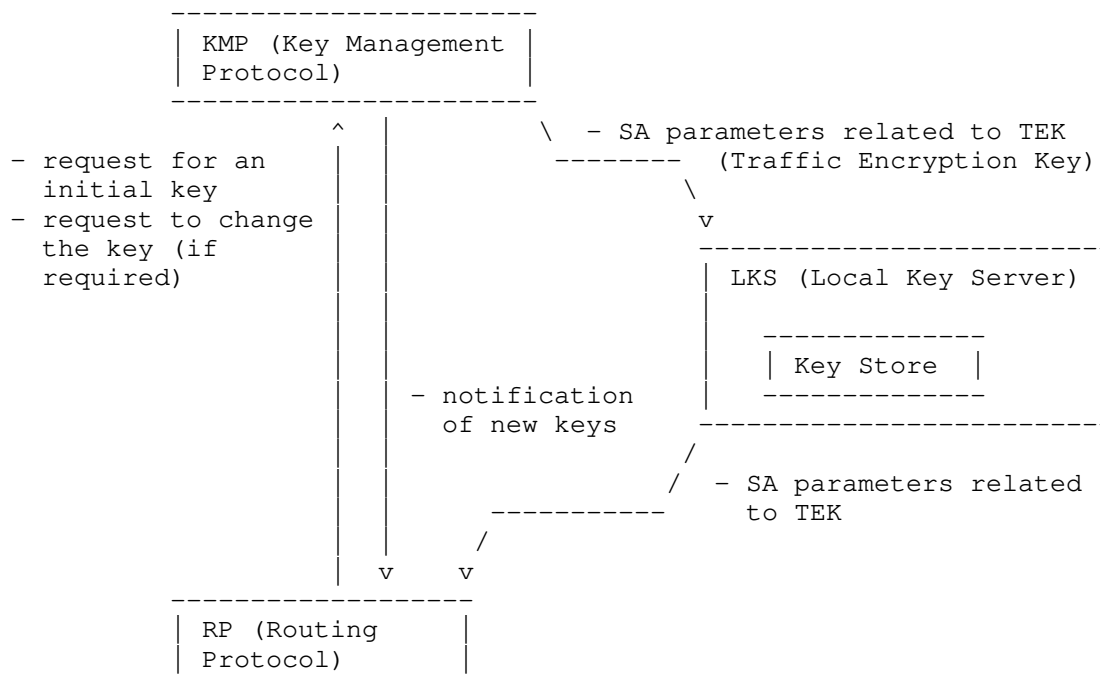 KMP (Key Management
Protocol)
- SA parameters related to TEK
- request for an
(Traffic Encryption Key)
initial key
- request to change
the key (if
required)
LKS (Local Key Server)
Key Store
- notification
of new keys
- SA parameters related
to TEK
RP (Routing
Protocol)